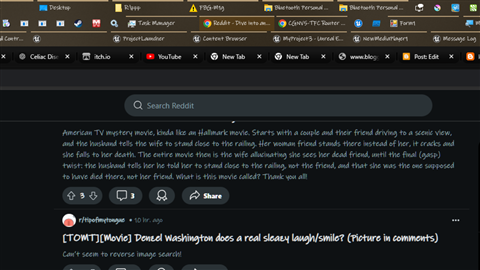 Desktop
Ripoo
FBG-Mtg
Bluetooth Personal ...
Bluetooth Personal ...
Task Manager
Reddit - Dive into an...
CGNVS-TPC Router ...
Form1
ProjectLauncher
Content Browser
MyProject3 - Unreal E...
NewMediaPlayer1
Message Log
Celiac Dise
itch.io
YouTube
New Tab
New Tab
www.blogg
Post: Edit
Search Reddit
American TV mystery movie, kinda like an Hallmark movie. Starts with a couple and their friend driving to a scenic view,
and the husband tells the wife to stand close to the railing. Her woman friend stands there instead of her, it cracks and
she falls to her death. The entire movie then is the wife allucinating she sees her dead friend, until the final (gasp)
twist: the husband tells her he told her to stand close to the railing, not the friend, and that she was the one supposed
to have died there, not her friend. What is this movie called? Thank you all!
3
3
Share
r/tipofmytongue • 10 hr. ago
[TOMT][Movie] Denzel Washington does a real sleazy laugh/smile? (Picture in comments)
Can't seem to reverse image search!